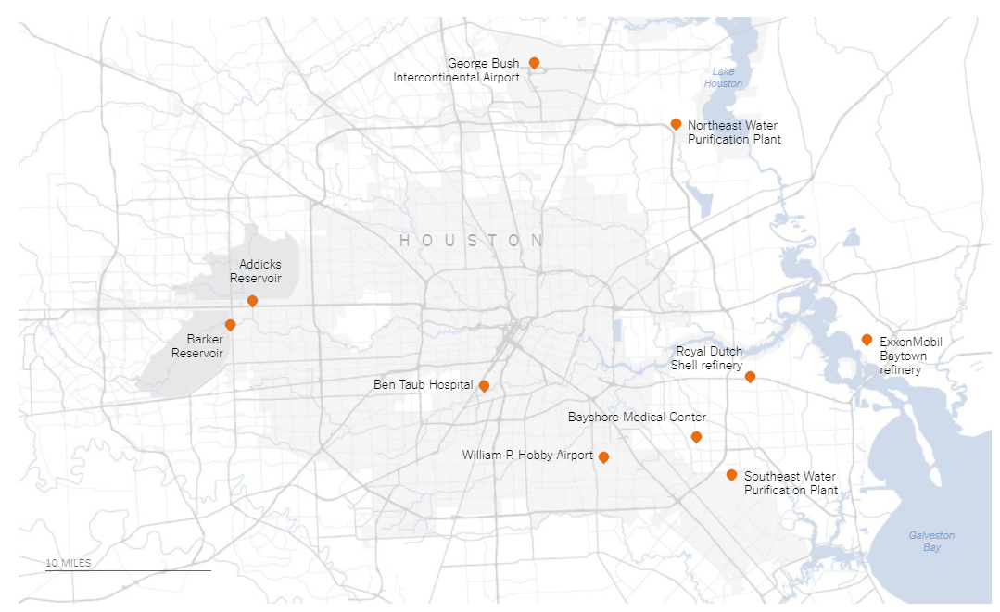 George Bush
Intercontinental Airport
Lake
Houston
Northeast Water
Purification Plant
HOUSTON
Addicks
Reservoir
Barker
Reservoir
Royal Dutch
Shell refinery
ExxonMobil
Baytown
refinery
Ben Taub Hospital
Bayshore Medical Center
William P. Hobby Airport
Southeast Water
Purification Plant
Galveston
Bay
10 MILES